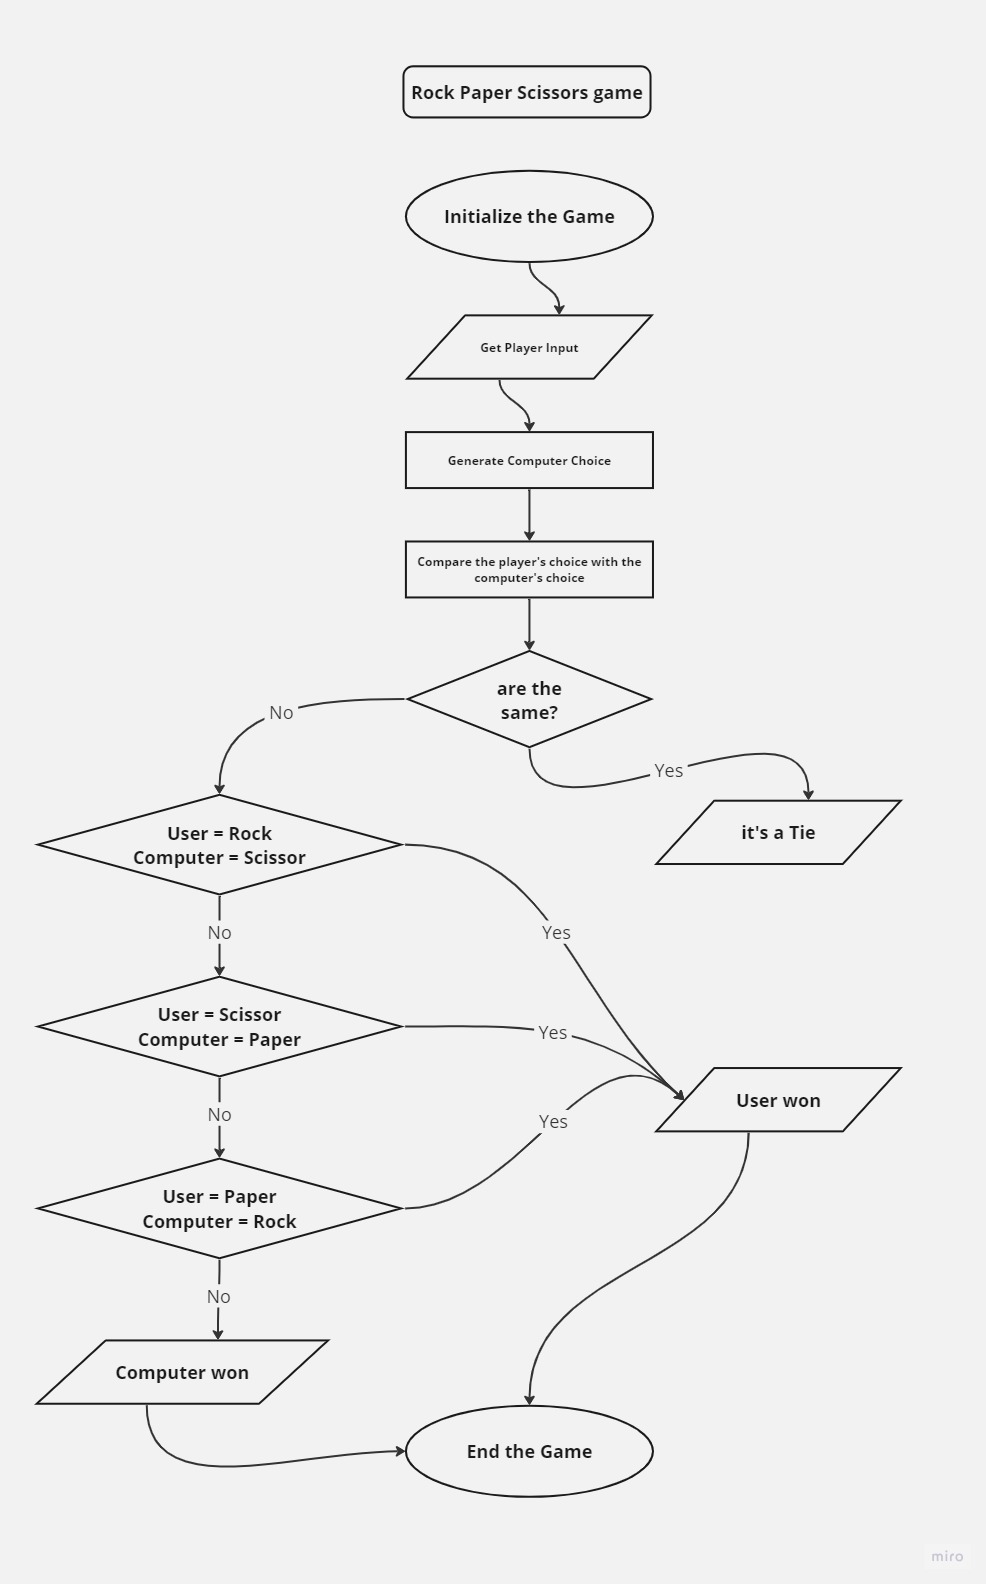 Rock Paper Scissors game
Initialize the Game
Get Player Input
Generate Computer Choice
Compare the player's choice with the
computer's choice
are the
same?
No
Yes
it's a Tie
User = Rock
Computer = Scissor
Yes
No
User = Scissor
Computer = Paper
Yes
User won
No
Yes
User = Paper
Computer = Rock
No
Computer won
End the Game
miro